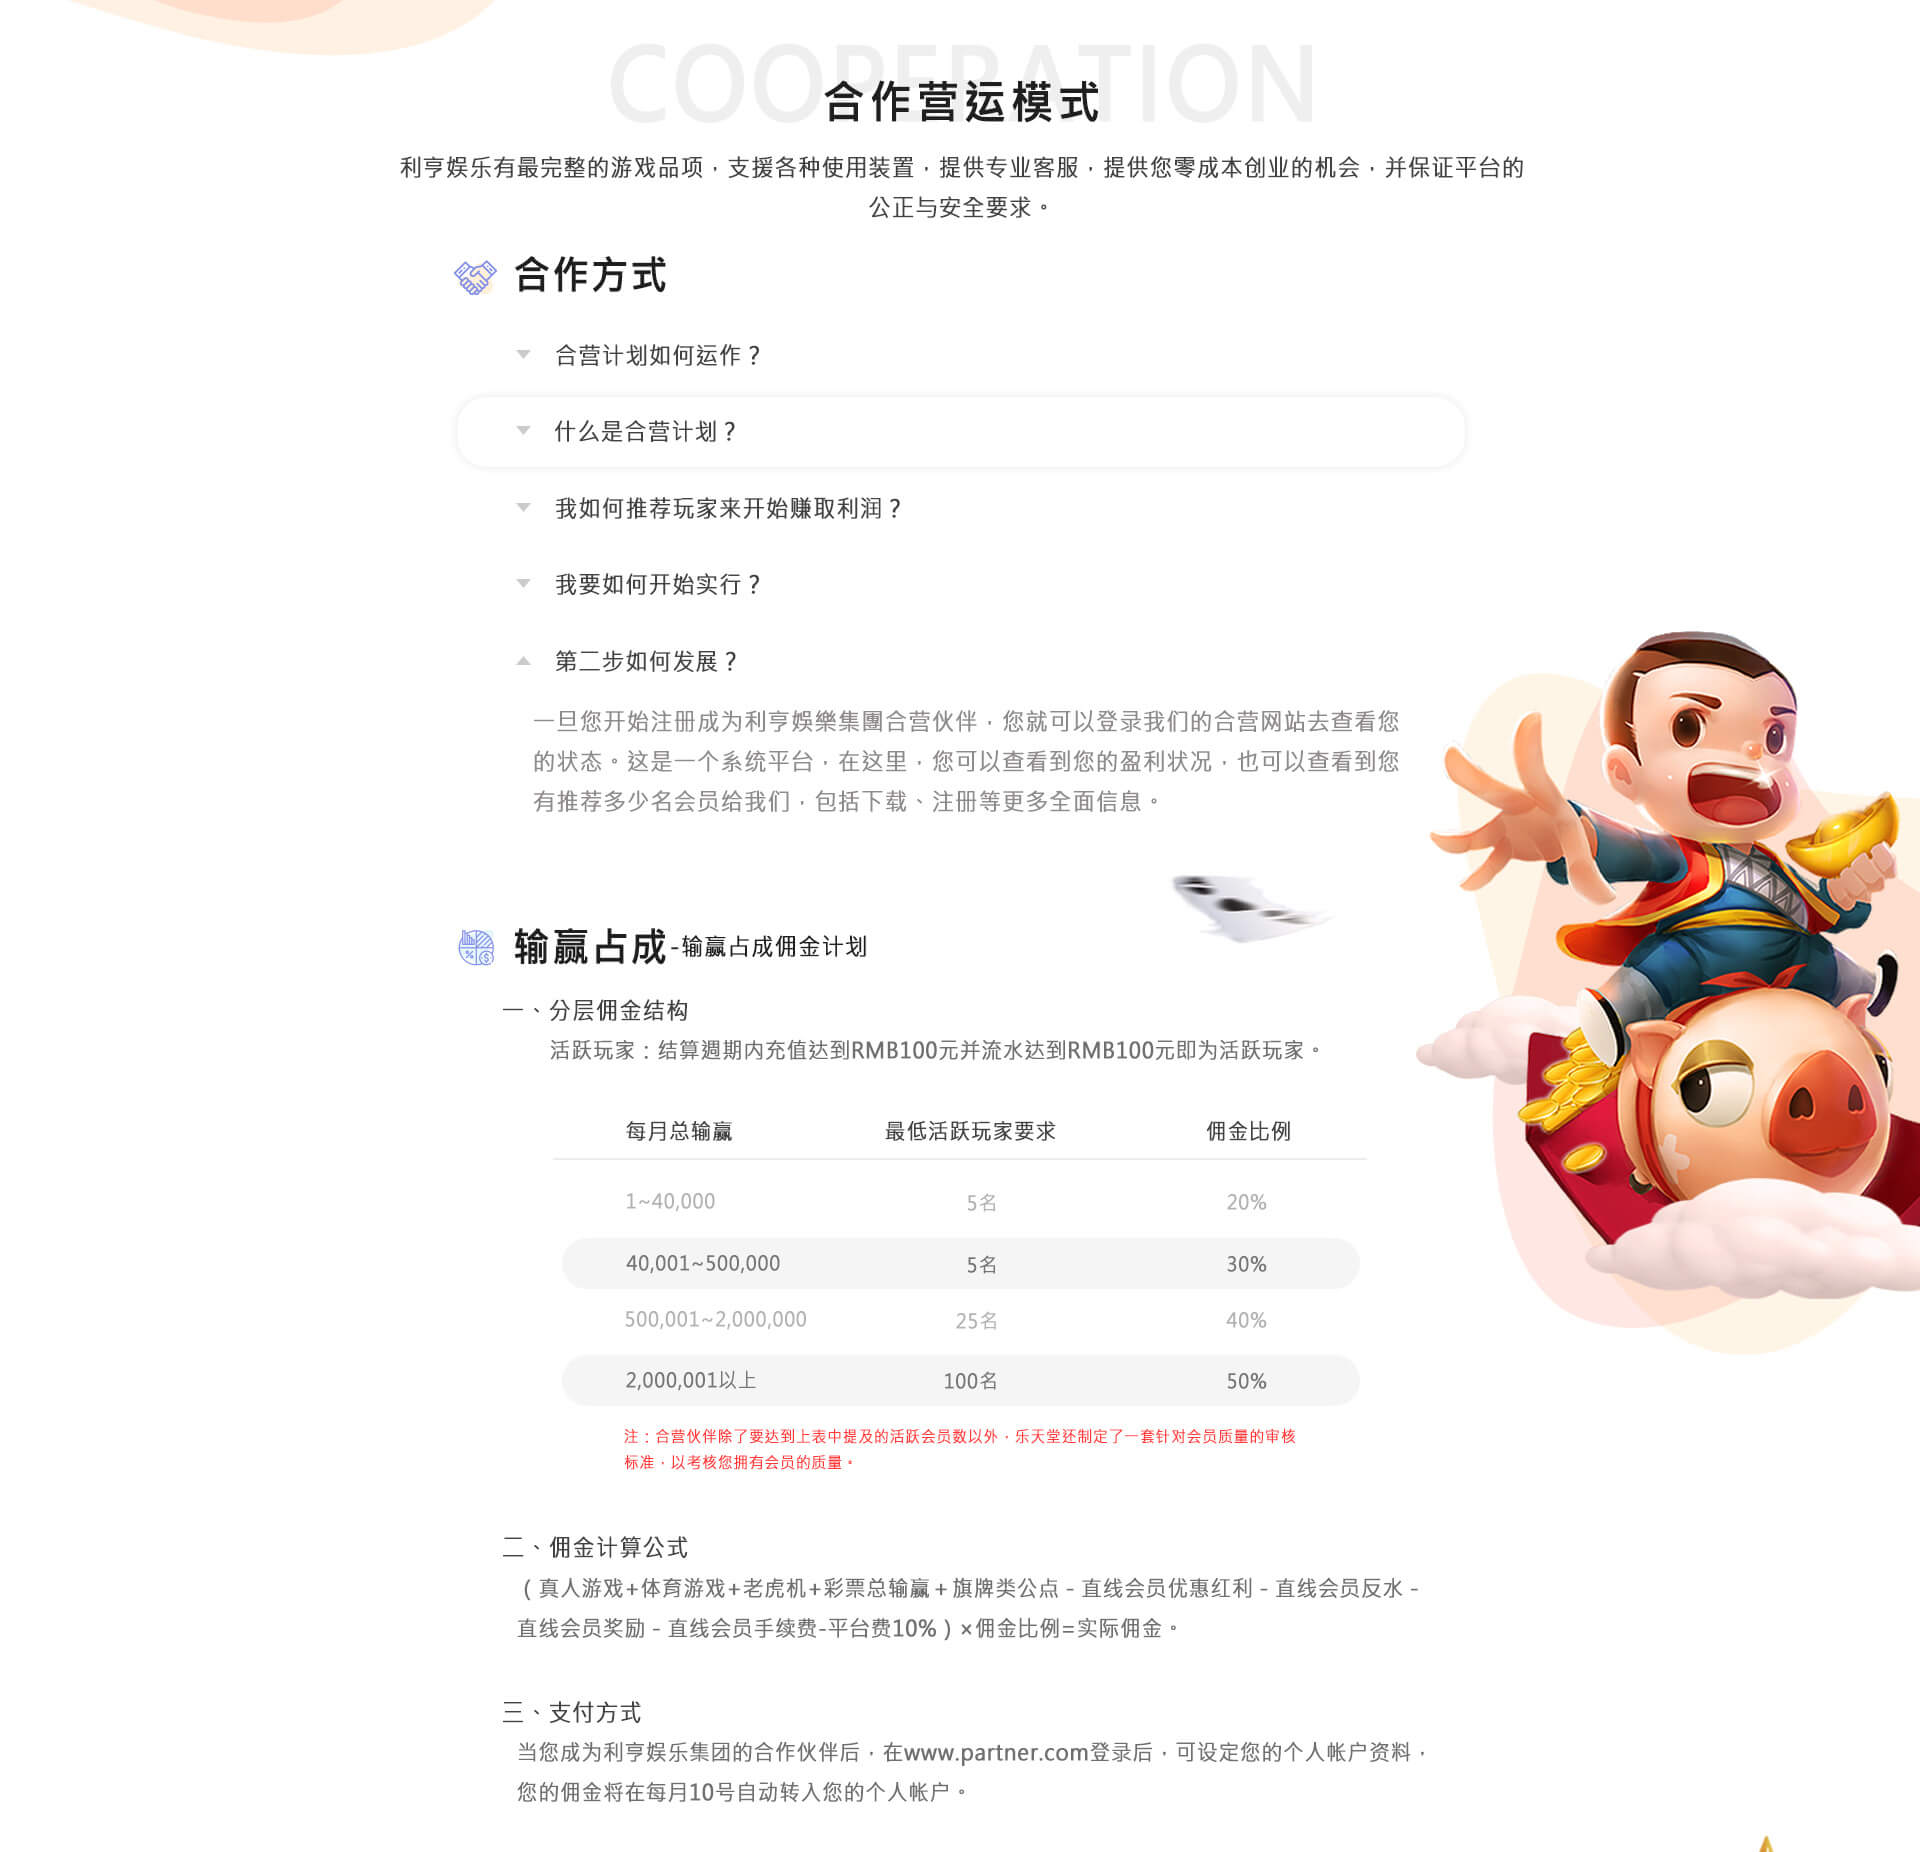 COOPERATION
合作营运模式
利亨娱乐有最完整的游戏品项，支援各种使用装置，提供专业客服，提供您零成本创业的机会，并保证平台的
公正与安全要求。
合作方式
合营计划如何运作？
什么是合营计划？
我如何推荐玩家来开始赚取利润？
我要如何开始实行？
第二步如何发展？
一旦您开始注册成为利亨娛樂集團合营伙伴，您就可以登录我们的合营网站去查看您
的状态。这是一个系统平台，在这里，您可以查看到您的盈利状况，也可以查看到您
有推荐多少名会员给我们，包括下载、注册等更多全面信息。
输赢占成-输赢占成佣金计划
一、分层佣金结构
活跃玩家：结算週期内充值达到RMB100元并流水达到RMB100元即为活跃玩家。
每月总输赢 最低活跃玩家要求 佣金比例
1~40,000 5名 20%
40,001~500,000 5名 30%
500,001~2,000,000 25名 40%
2,000,001以上 100名 50%
注：合营伙伴除了要达到上表中提及的活跃会员数以外，乐天堂还制定了一套针对会员质量的审核
标准，以考核您拥有会员的质量。
二、佣金计算公式
（真人游戏+体育游戏+老虎机+彩票总输赢＋旗牌类公点－直线会员优惠红利－直线会员反水－
直线会员奖励－直线会员手续费-平台费10%）×佣金比例=实际佣金。
三、支付方式
当您成为利亨娱乐集团的合作伙伴后，在www.partner.com登录后，可设定您的个人帐户资料，
您的佣金将在每月10号自动转入您的个人帐户。